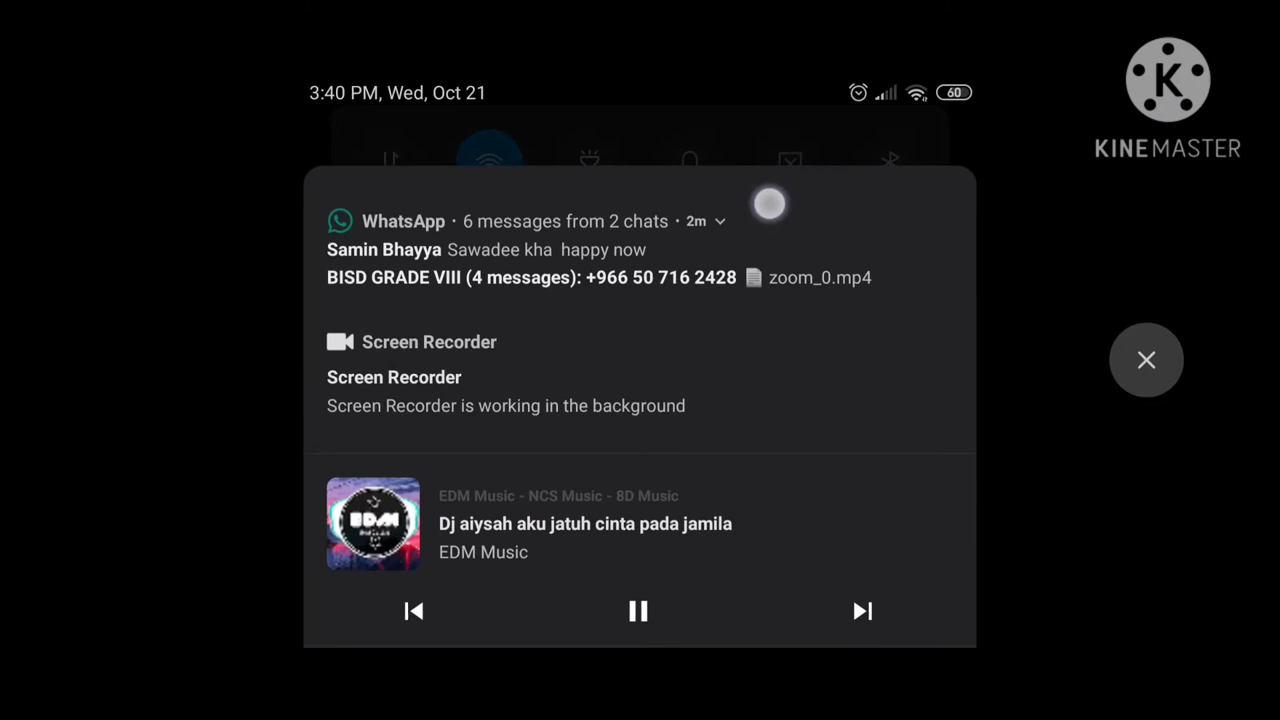 3:40 PM, Wed, Oct 21
60
K
KINEMASTER
WhatsApp · 6 messages from 2 chats · 2m
Samin Bhayya Sawadee kha happy now
BISD GRADE VIII (4 messages): +966 50 716 2428 zoom_0.mp4
Screen Recorder
Screen Recorder
Screen Recorder is working in the background
EDM Music - NCS Music - 8D Music
EDM
Dj aiysah aku jatuh cinta pada jamila
EDM Music